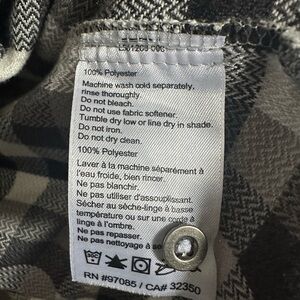 100% Polyester
Machine wash cold separately,
rinse thoroughly
Do not bleach.
Do not use fabric softener.
Tumble dry low or line dry in shade.
Do not iron.
Do not dry clean.
100% Polyester
Laver à la machine séparément à
l'eau froide, bien rincer.
Ne pas blanchir.
Ne pas utiliser d'assouplissant.
Sécher au sèche-linge à basse
température ou sur une corde à
linge à l'ombre.
Ne pas repasser.
Ne pas nettoyage à
RN #97085 / CA# 32350